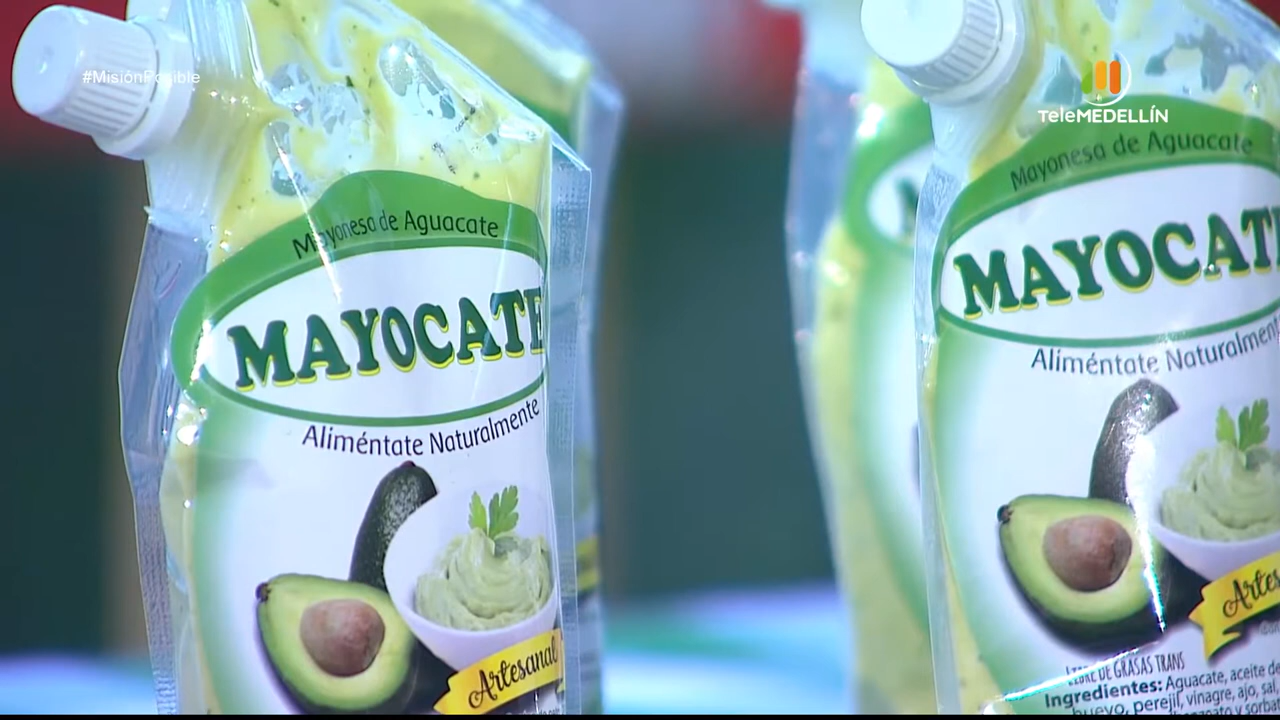 #MisiónPosible
TeleMEDELLÍN
Mayonesa de Aguacate
MAYOCATE
Aliméntate Naturalmente
Artesanal
Mayonesa de Aguacate
MAYOCATE
Aliméntate Naturalment
Artes
LIBRE DE GRASAS TRANS
Ingredientes: Aguacate, aceite de
huevo, perejil, vinagre, ajo, sal,
y sorba